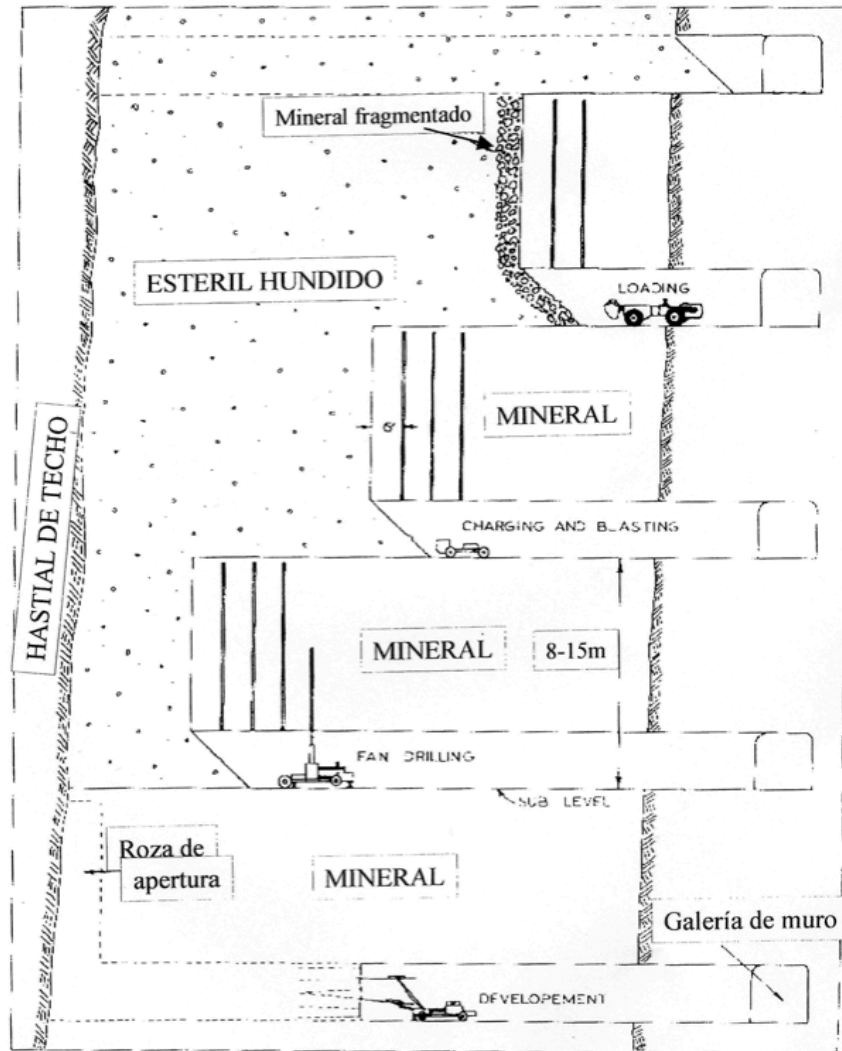 Mineral fragmentado
ESTERIL HUNDIDO
LOADING
MINERAL
6'
HASTIAL DE TECHO
CHARGING AND BLASTING
MINERAL
8-15m
FAN DRILLING
SUB LEVEL
Roza de
apertura
MINERAL
Galería de muro
DEVELOPEMENT